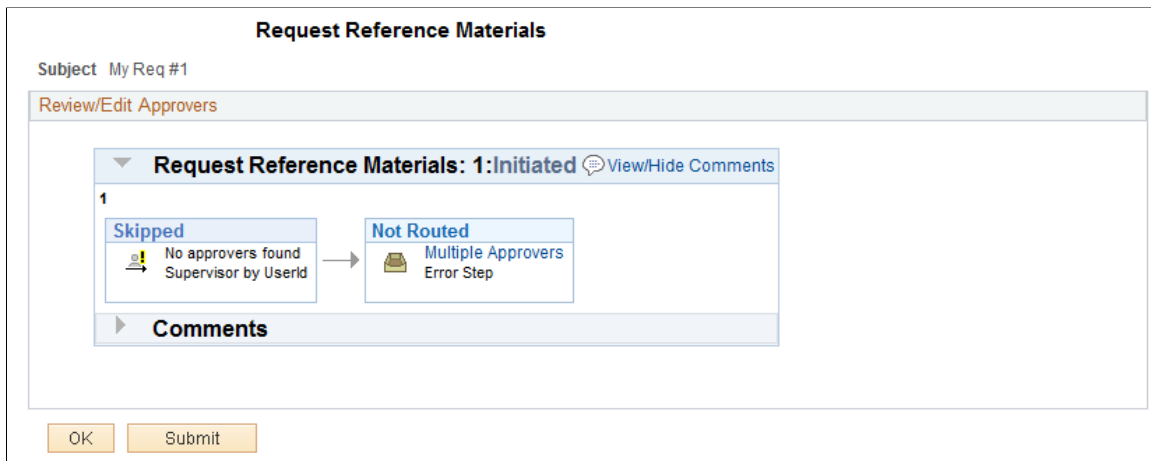 Request Reference Materials
Subject My Req #1
Review/Edit Approvers
Request Reference Materials: 1:Initiated View/Hide Comments
1
Skipped
No approvers found
Supervisor by UserId
Not Routed
Multiple Approvers
Error Step
Comments
OK Submit